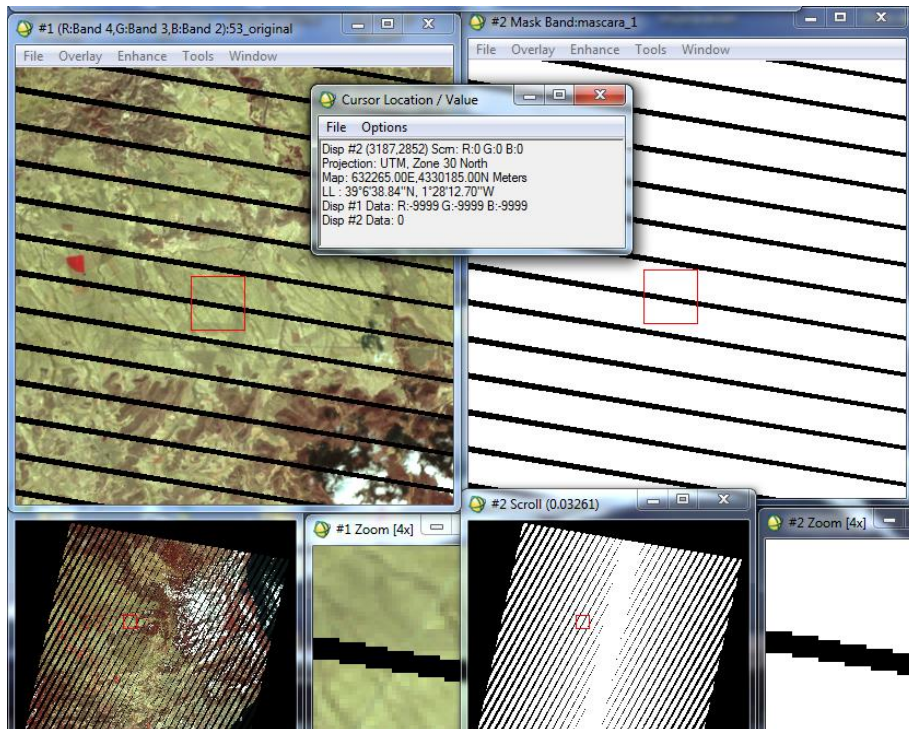 #1 (R:Band 4,G:Band 3,B:Band 2):53_original
File Overlay Enhance Tools Window
#2 Mask Band:mascara_1
File Overlay Enhance Tools Window
Cursor Location / Value
File Options
Disp #2 (3187,2852) Scrn: R:0 G:0 B:0
Projection: UTM, Zone 30 North
Map: 632265.00E,4330185.00N Meters
LL : 39°6'38.84"N, 1°28'12.70"W
Disp #1 Data: R:-9999 G:-9999 B:-9999
Disp #2 Data: 0
#1 Zoom [4x]
#2 Scroll (0.03261)
#2 Zoom [4x]